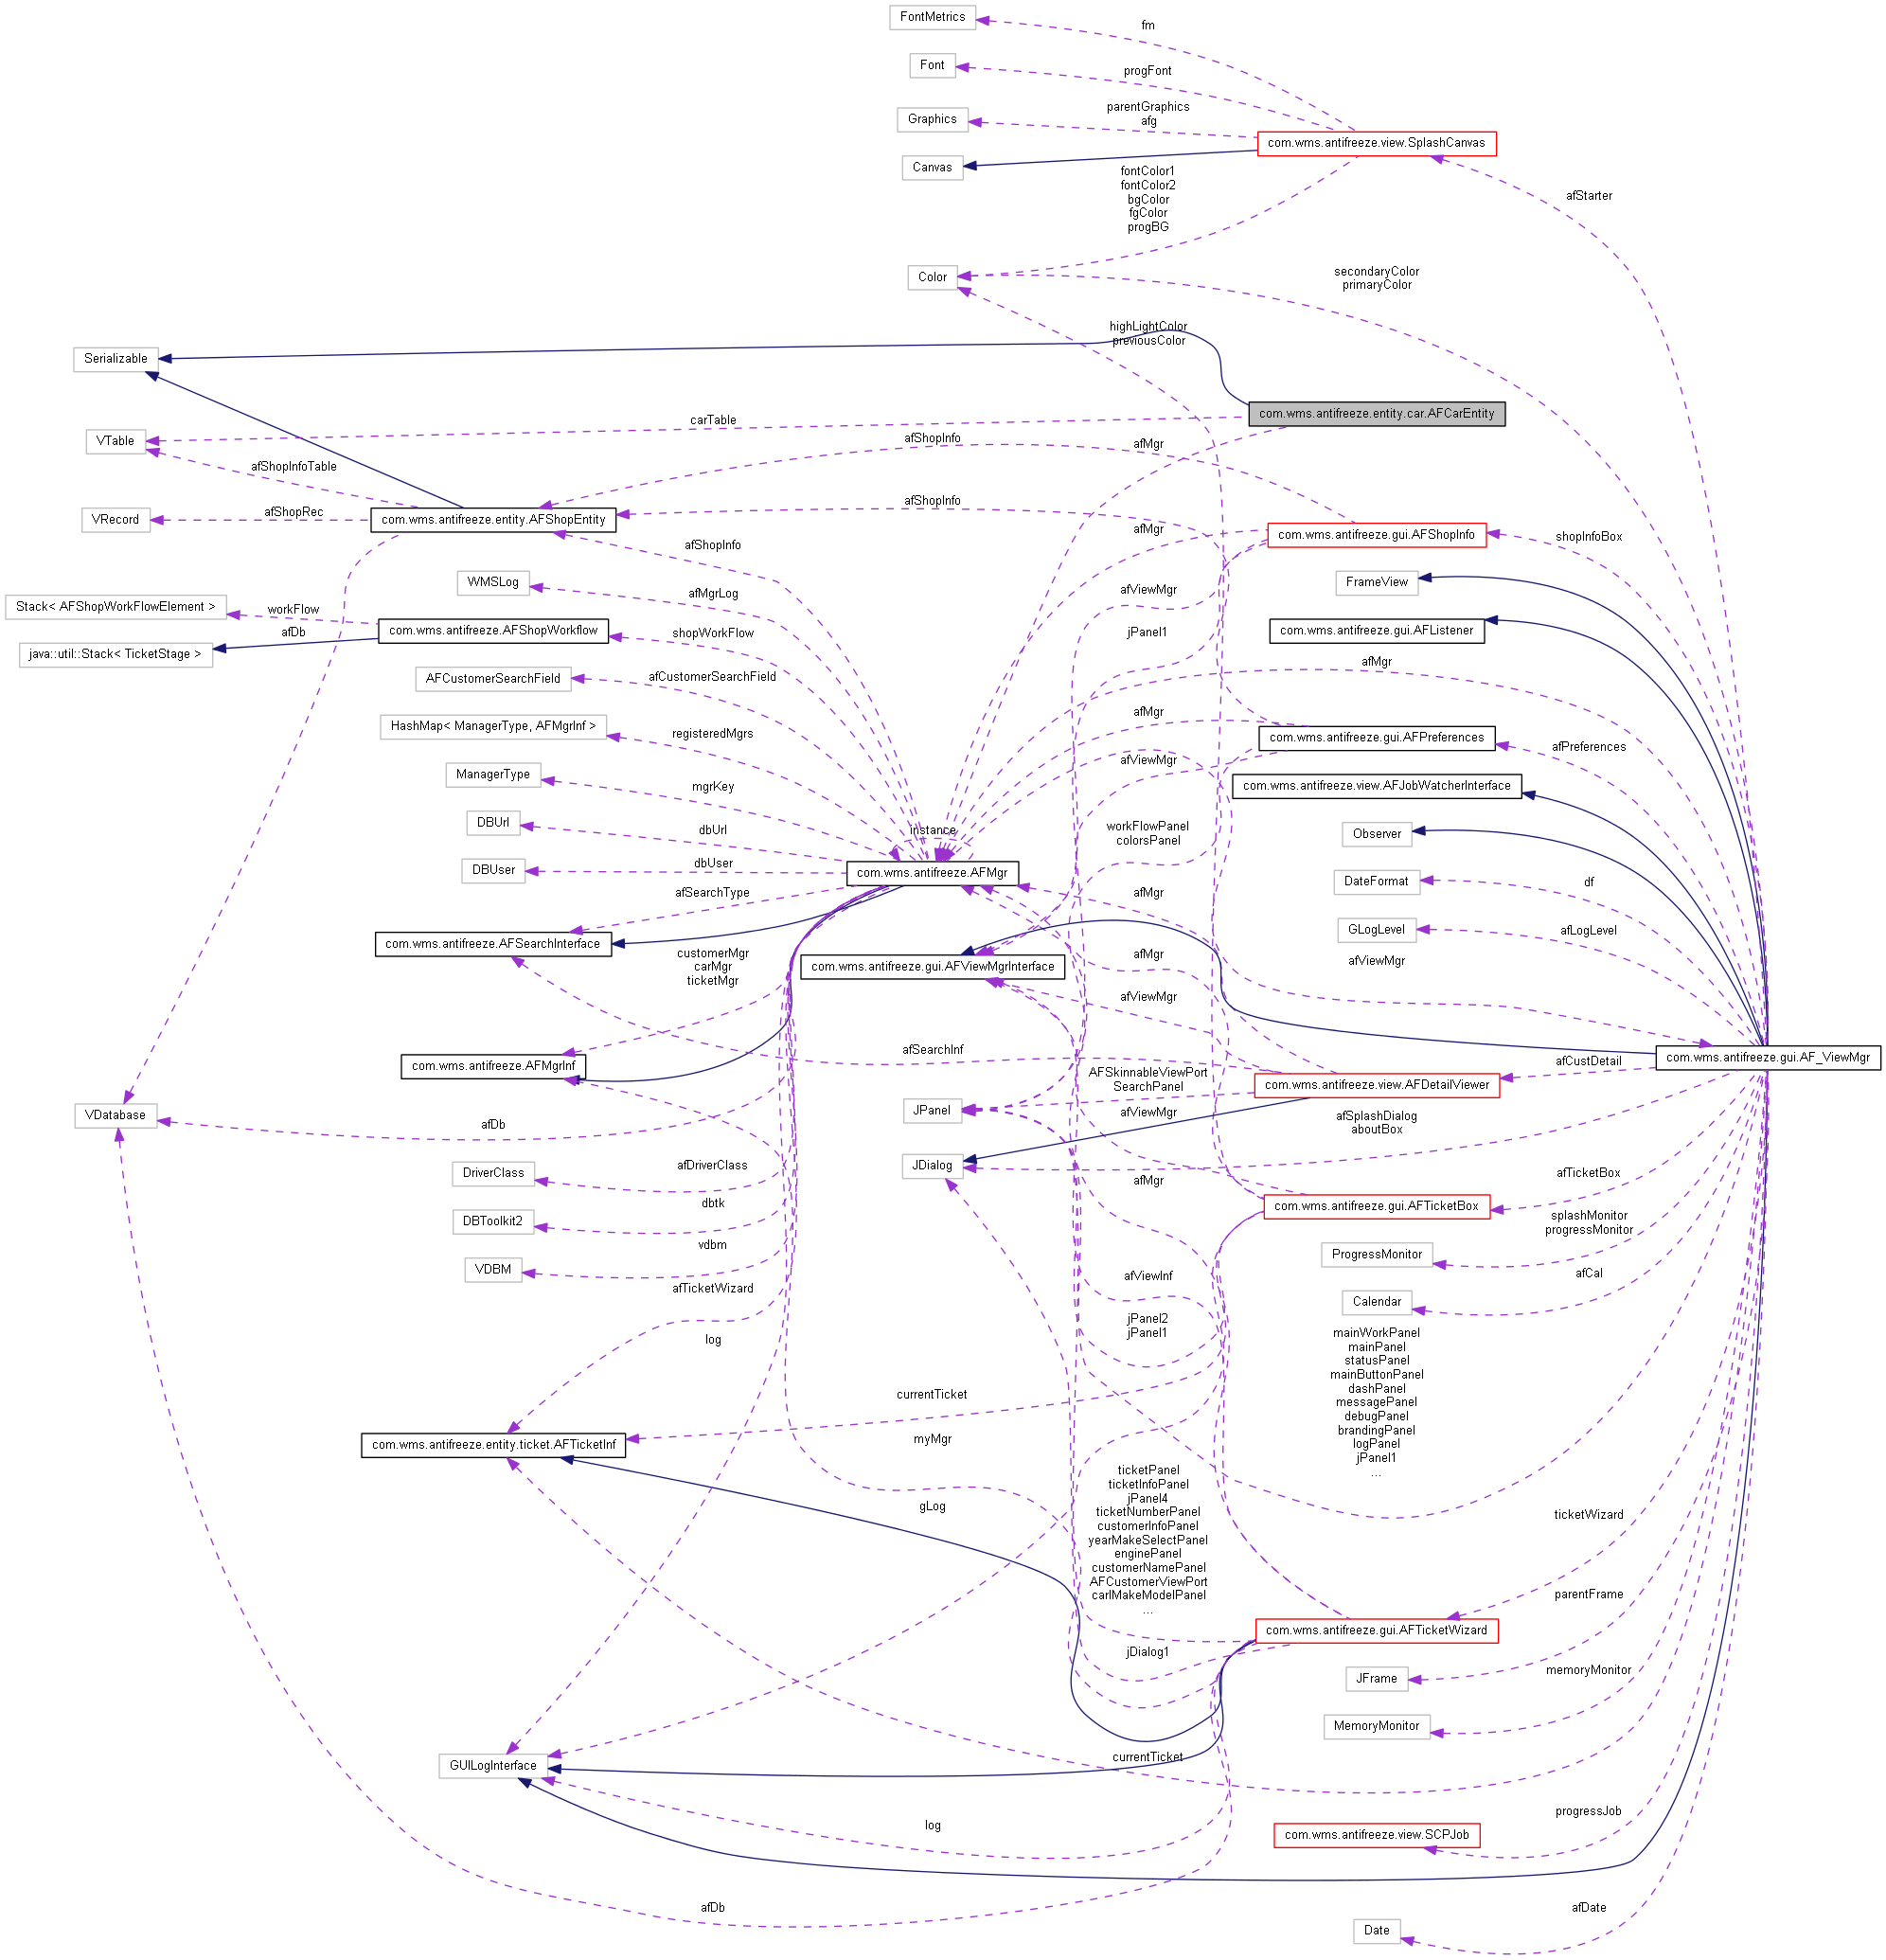 FontMetrics
fm
Font
progFont
Graphics
parentGraphics
afg
com.wms.antifreeze.view.SplashCanvas
Canvas
fontColor1
fontColor2
bgColor
fgColor
progBG
afStarter
Color
secondaryColor
primaryColor
highLightColor
previousColor
Serializable
com.wms.antifreeze.entity.car.AFCarEntity
carTable
VTable
afShopInfo
afMgr
afShopInfoTable
afShopInfo
VRecord
afShopRec
com.wms.antifreeze.entity.AFShopEntity
afMgr
com.wms.antifreeze.gui.AFShopInfo
shopInfoBox
afShopInfo
WMSLog
afMgrLog
afViewMgr
FrameView
Stack< AFShopWorkFlowElement >
workFlow
com.wms.antifreeze.AFShopWorkflow
shopWorkFlow
jPanel1
com.wms.antifreeze.gui.AFListener
java::util::Stack< TicketStage >
afDb
AFCustomerSearchField
afCustomerSearchField
afMgr
HashMap< ManagerType, AFMgrInf >
registeredMgrs
afMgr
com.wms.antifreeze.gui.AFPreferences
afPreferences
ManagerType
mgrKey
afViewMgr
com.wms.antifreeze.view.AFJobWatcherInterface
DBUrl
dbUrl
instance
workFlowPanel
colorsPanel
Observer
DBUser
dbUser
com.wms.antifreeze.AFMgr
DateFormat
df
afSearchType
afMgr
GLogLevel
afLogLevel
com.wms.antifreeze.AFSearchInterface
customerMgr
carMgr
ticketMgr
com.wms.antifreeze.gui.AFViewMgrInterface
afMgr
afViewMgr
afViewMgr
com.wms.antifreeze.AFMgrInf
afSearchInf
com.wms.antifreeze.gui.AF_ViewMgr
afCustDetail
com.wms.antifreeze.view.AFDetailViewer
AFSkinnableViewPort
SearchPanel
VDatabase
afDb
JPanel
afViewMgr
afSplashDialog
aboutBox
DriverClass
afDriverClass
JDialog
afMgr
afTicketBox
com.wms.antifreeze.gui.AFTicketBox
DBToolkit2
dbtk
splashMonitor
progressMonitor
VDBM
vdbm
ProgressMonitor
afCal
afTicketWizard
afViewInf
Calendar
log
jPanel2
jPanel1
mainWorkPanel
mainPanel
statusPanel
mainButtonPanel
dashPanel
messagePanel
debugPanel
brandingPanel
logPanel
jPanel1
...
currentTicket
com.wms.antifreeze.entity.ticket.AFTicketInf
myMgr
gLog
ticketPanel
ticketInfoPanel
jPanel4
ticketNumberPanel
customerInfoPanel
yearMakeSelectPanel
enginePanel
customerNamePanel
AFCustomerViewPort
carlMakeModelPanel
...
ticketWizard
parentFrame
com.wms.antifreeze.gui.AFTicketWizard
jDialog1
JFrame
memoryMonitor
MemoryMonitor
GUILogInterface
currentTicket
progressJob
log
com.wms.antifreeze.view.SCPJob
afDb
afDate
Date